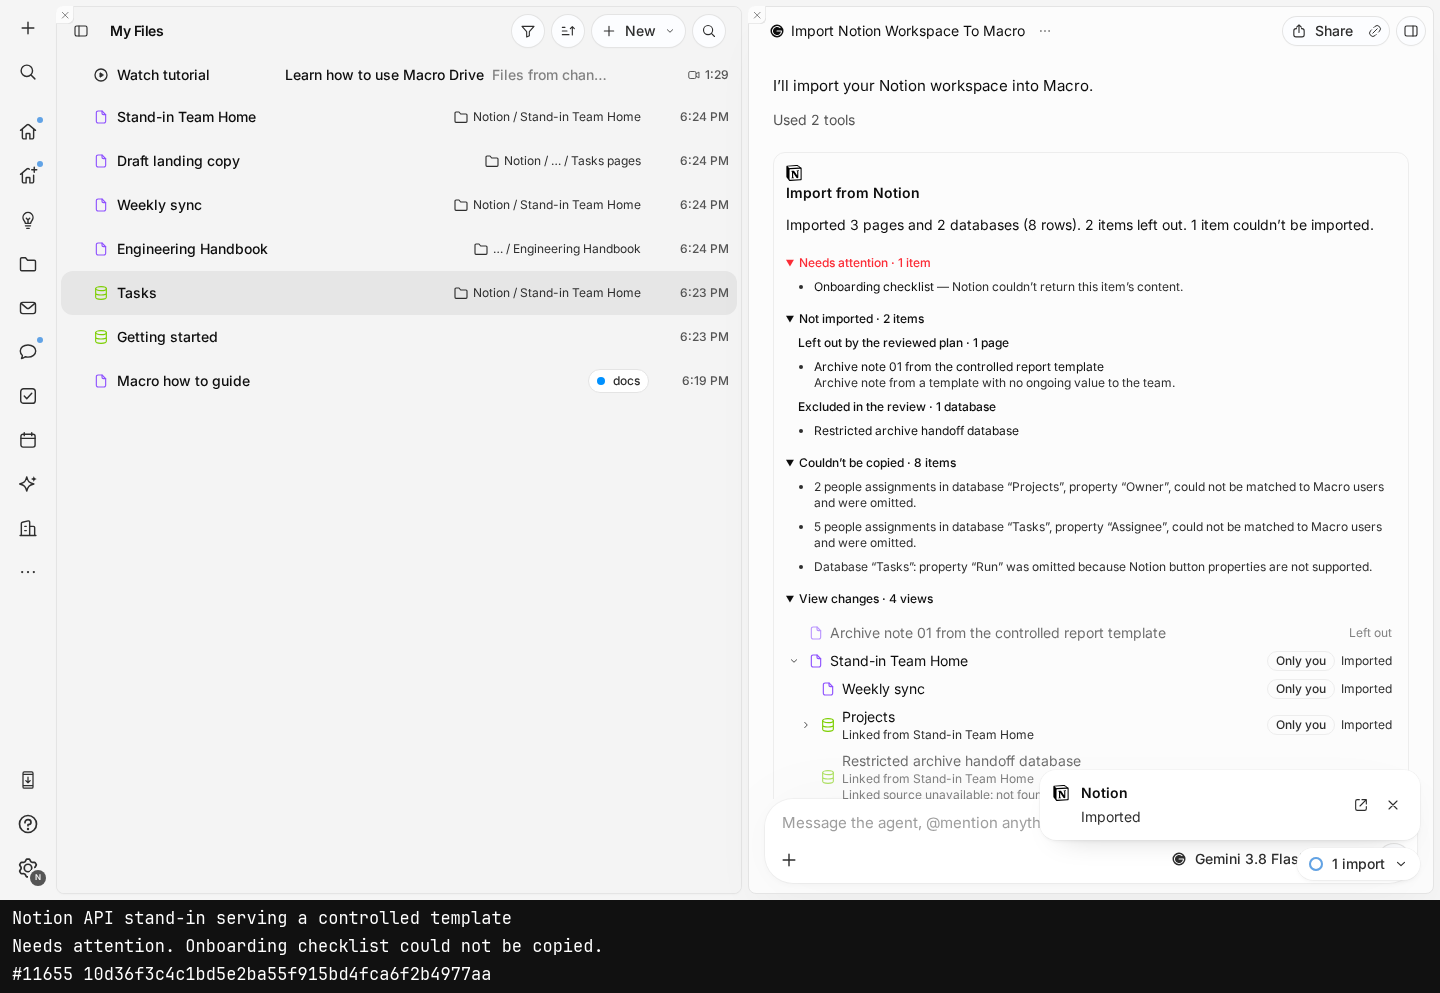 My Files
New
Watch tutorial
Learn how to use Macro Drive Files from chan...
1:29
Stand-in Team Home
Notion / Stand-in Team Home
6:24 PM
Draft landing copy
Notion / ... / Tasks pages
6:24 PM
Weekly sync
Notion / Stand-in Team Home
6:24 PM
Engineering Handbook
... / Engineering Handbook
6:24 PM
Tasks
Notion / Stand-in Team Home
6:23 PM
Getting started
6:23 PM
Macro how to guide
docs
6:19 PM
N
Import Notion Workspace To Macro
Share
I’ll import your Notion workspace into Macro.
Used 2 tools
Import from Notion
Imported 3 pages and 2 databases (8 rows). 2 items left out. 1 item couldn’t be imported.
Needs attention · 1 item
Onboarding checklist — Notion couldn’t return this item’s content.
Not imported · 2 items
Left out by the reviewed plan · 1 page
Archive note 01 from the controlled report template
Archive note from a template with no ongoing value to the team.
Excluded in the review · 1 database
Restricted archive handoff database
Couldn’t be copied · 8 items
2 people assignments in database “Projects”, property “Owner”, could not be matched to Macro users
and were omitted.
5 people assignments in database “Tasks”, property “Assignee”, could not be matched to Macro users
and were omitted.
Database “Tasks”: property “Run” was omitted because Notion button properties are not supported.
View changes · 4 views
Archive note 01 from the controlled report template
Left out
Stand-in Team Home
Only you
Imported
Weekly sync
Only you
Imported
Projects
Linked from Stand-in Team Home
Only you
Imported
Restricted archive handoff database
Linked from Stand-in Team Home
Linked source unavailable: not foun
Notion
Imported
Message the agent, @mention anyth
Gemini 3.8 Flas
1 import
Notion API stand-in serving a controlled template
Needs attention. Onboarding checklist could not be copied.
#11655 10d36f3c4c1bd5e2ba55f915bd4fca6f2b4977aa